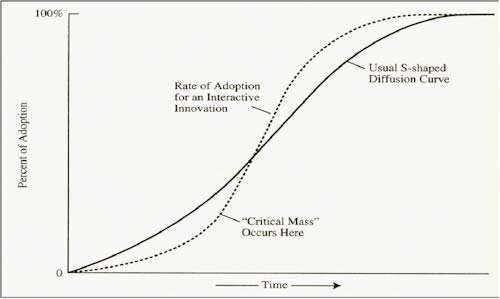 100%
Usual S-shaped
Diffusion Curve
Rate of Adoption
for an Interactive
Innovation
Percent of Adoption
"Critical Mass"
Occurs Here
0
Time